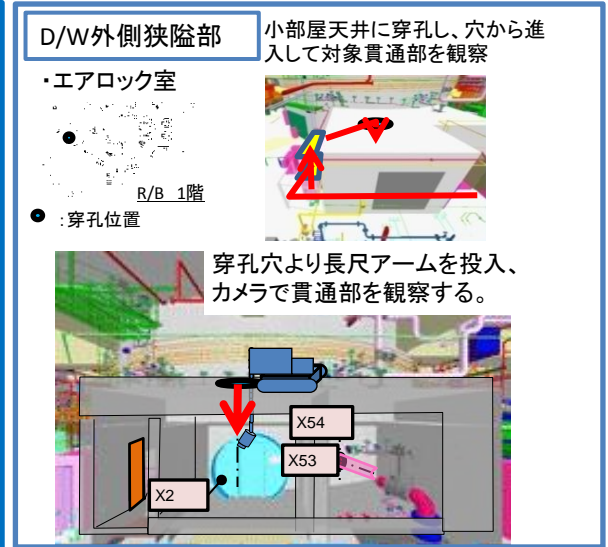 D/W外側狭隘部
小部屋天井に穿孔し、穴から進
入して対象貫通部を観察
・エアロック室
R/B 1階
● :穿孔位置
穿孔穴より長尺アームを投入、
カメラで貫通部を観察する。
X54
X53
X2